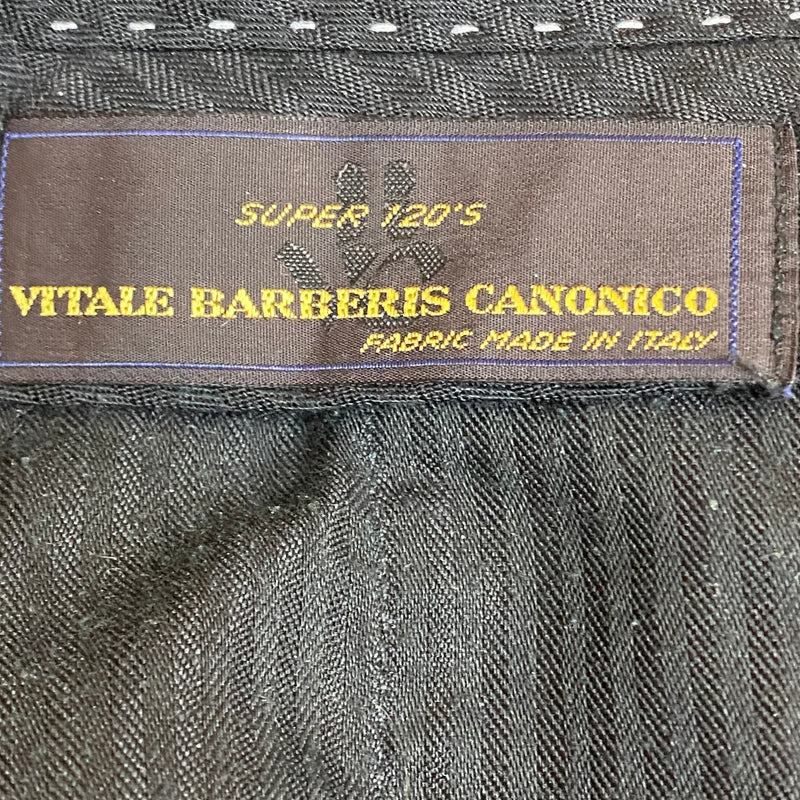 SUPER 120'S
VITALE BARBERIS CANONICO
FABRIC MADE IN ITALY